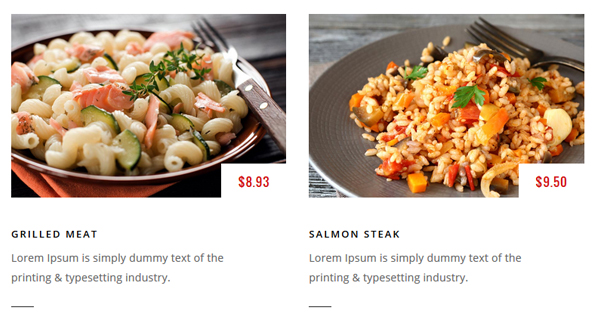 $8.93
GRILLED MEAT
Lorem Ipsum is simply dummy text of the
printing & typesetting industry.
$9.50
SALMON STEAK
Lorem Ipsum is simply dummy text of the
printing & typesetting industry.